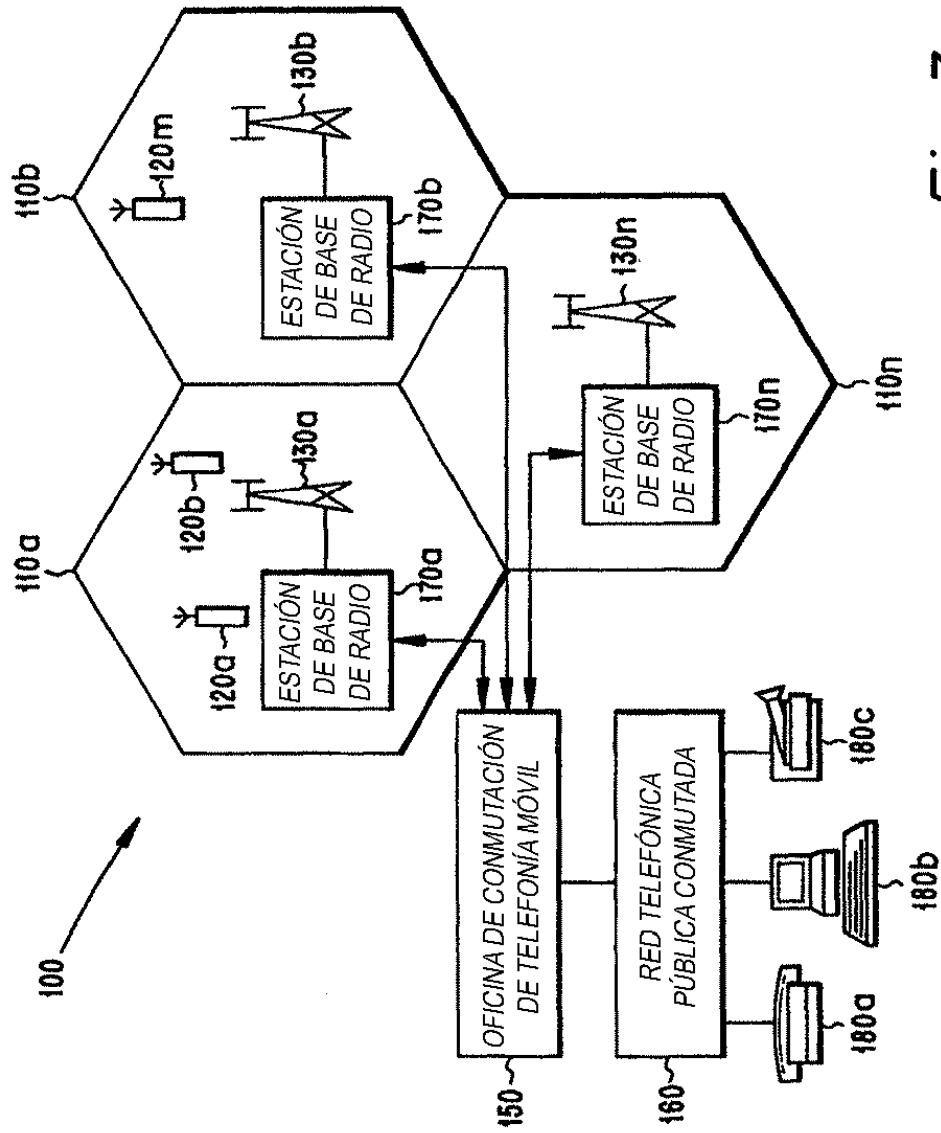 100
110a
110b
120a
120b
120m
130a
130b
ESTACIÓN
DE BASE
DE RADIO
170a
ESTACIÓN
DE BASE
DE RADIO
170b
OFICINA DE CONMUTACIÓN
DE TELEFONÍA MÓVIL
150
ESTACIÓN
DE BASE
DE RADIO
170n
130n
110n
RED TELEFÓNICA
PÚBLICA CONMUTADA
160
180a
180b
180c